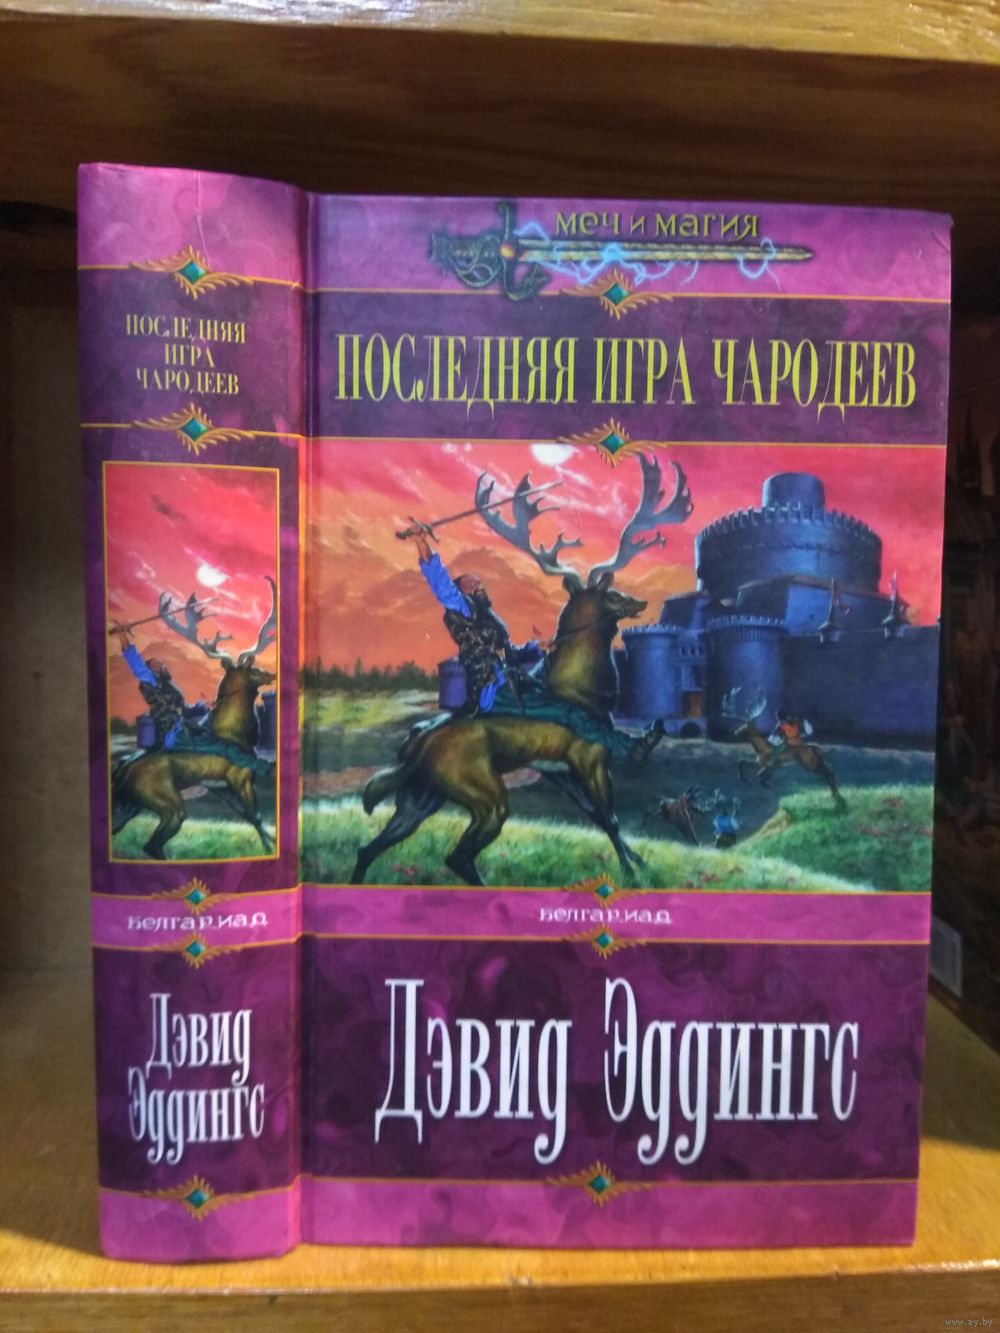 ПОСЛЕДНЯЯ
ИГРА
ЧАРОДЕЕВ
БЕЛГАРИАД
Дэвид
Эддингс
МЕЧ И МАГИЯ
ПОСЛЕДНЯЯ ИГРА ЧАРОДЕЕВ
БЕЛГАРИАД
Дэвид Эддингс
www.ay.by